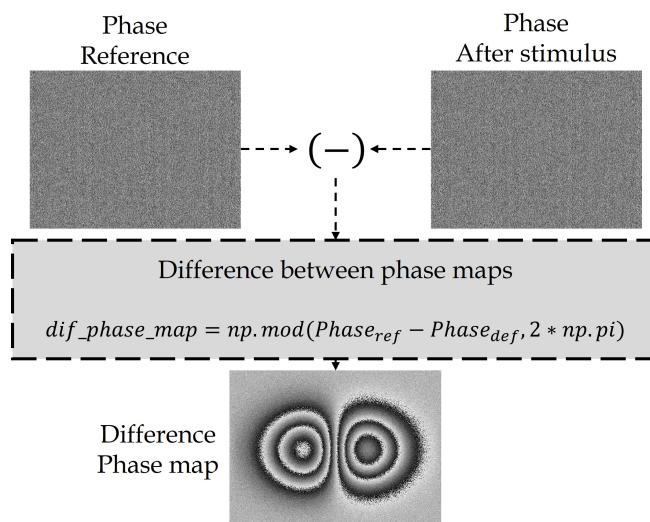 Phase
Reference
Phase
After stimulus
(−)
Difference between phase maps
dif_phase_map = np.mod(Phase_ref − Phase_def, 2 * np.pi)
Difference
Phase map